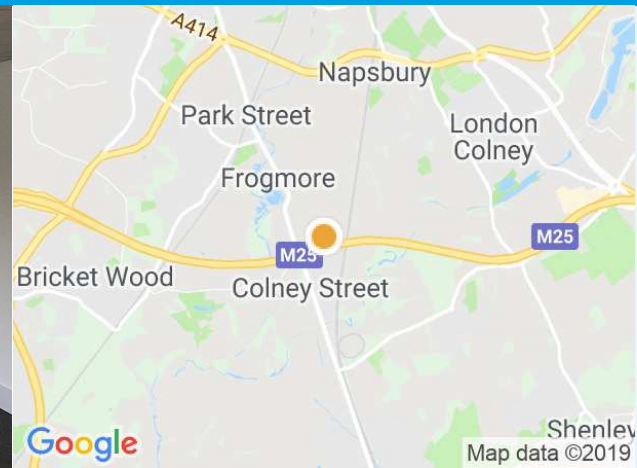 A414
Napsbury
Park Street
London
Colney
Frogmore
M25
M25
Bricket Wood
Colney Street
Shenley
Google
Map data ©2019